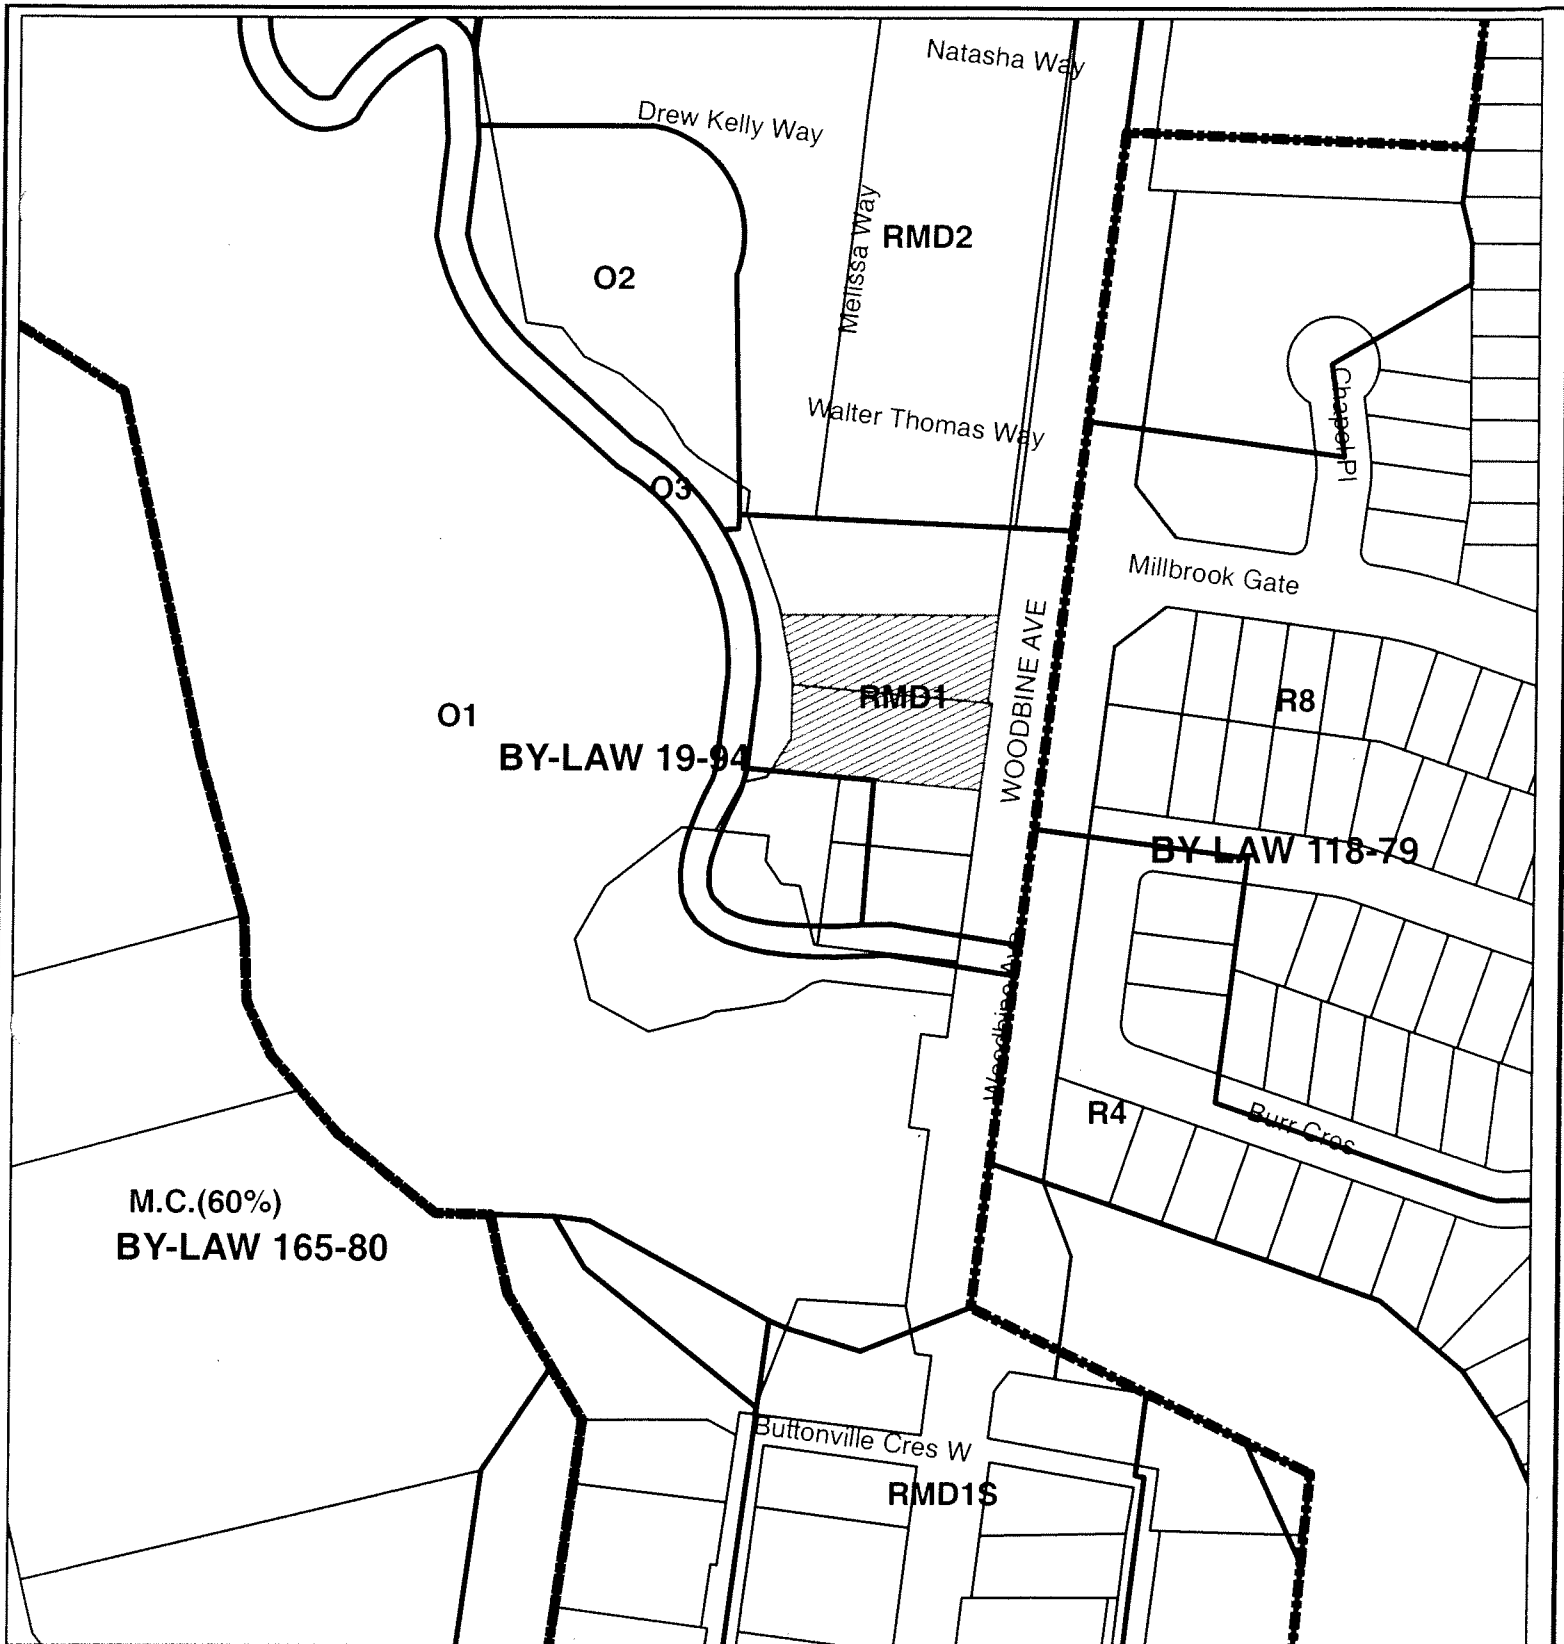 Natasha Way
Drew Kelly Way
Melissa Way
RMD2
O2
Chapel Pl
Walter Thomas Way
O3
Millbrook Gate
WOODBINE AVE
RMD1
R8
O1
BY-LAW 19-94
BY-LAW 118-79
Woodbine Ave
R4
Burr Cres
M.C.(60%)
BY-LAW 165-80
Buttonville Cres W
RMD1S